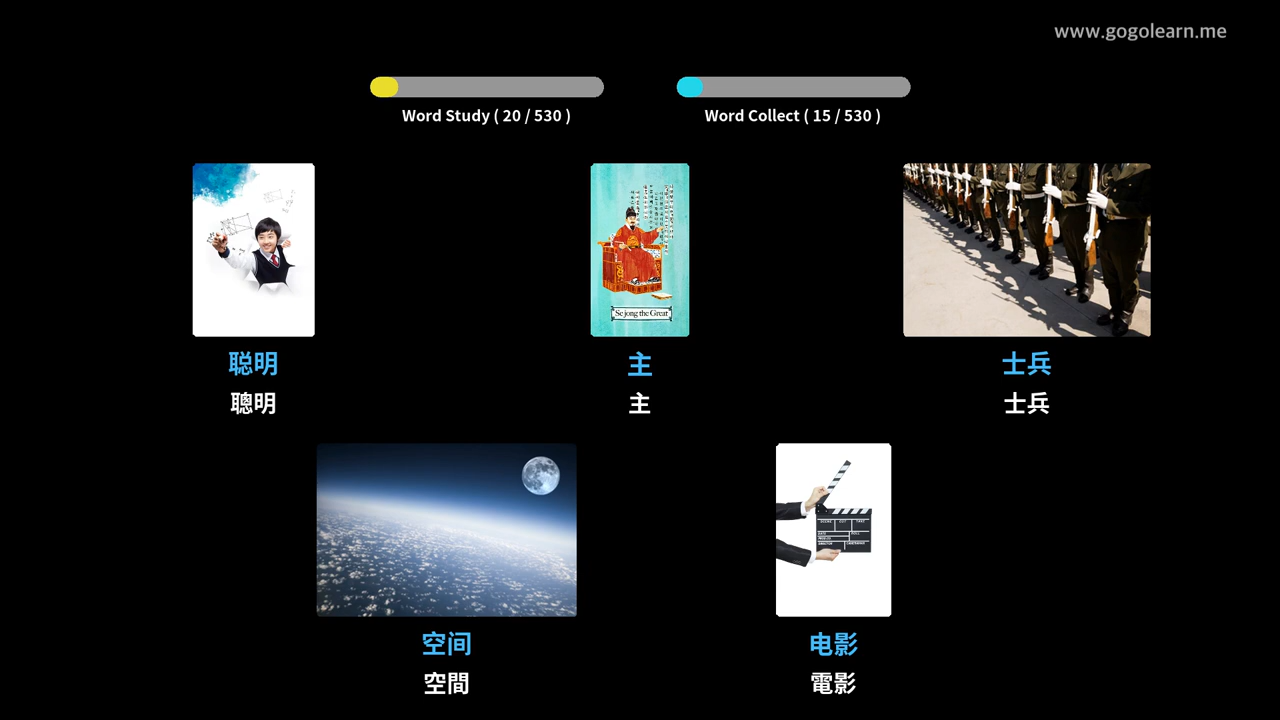 www.gogolearn.me
Word Study ( 20 / 530 )
Word Collect ( 15 / 530 )
Sejong the Great
聪明
聰明
主
主
士兵
士兵
空间
空間
电影
電影